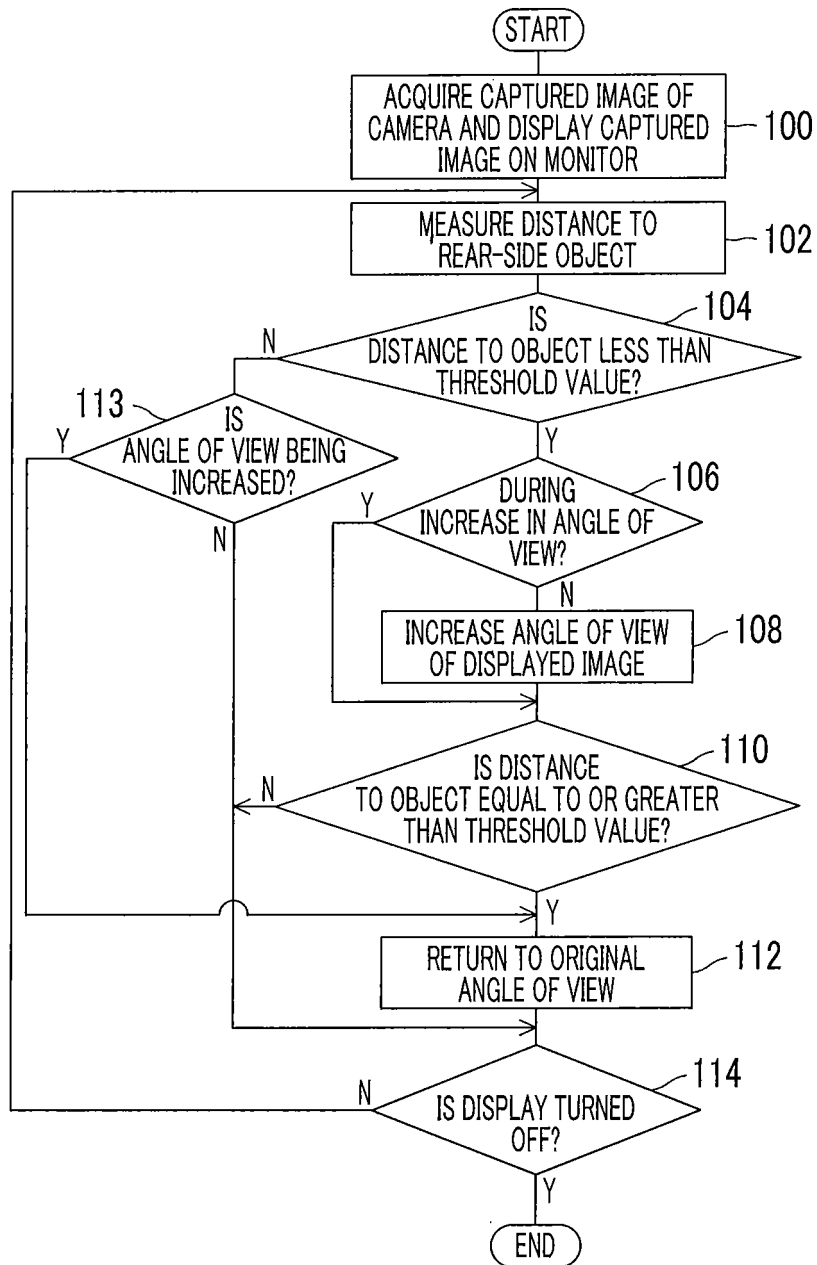 START
ACQUIRE CAPTURED IMAGE OF
CAMERA AND DISPLAY CAPTURED
IMAGE ON MONITOR
100
MEASURE DISTANCE TO
REAR-SIDE OBJECT
102
IS
DISTANCE TO OBJECT LESS THAN
THRESHOLD VALUE?
104
N
Y
113
IS
ANGLE OF VIEW BEING
INCREASED?
Y
N
DURING
INCREASE IN ANGLE OF
VIEW?
106
Y
N
INCREASE ANGLE OF VIEW
OF DISPLAYED IMAGE
108
IS DISTANCE
TO OBJECT EQUAL TO OR GREATER
THAN THRESHOLD VALUE?
110
N
Y
RETURN TO ORIGINAL
ANGLE OF VIEW
112
IS DISPLAY TURNED
OFF?
114
N
Y
END